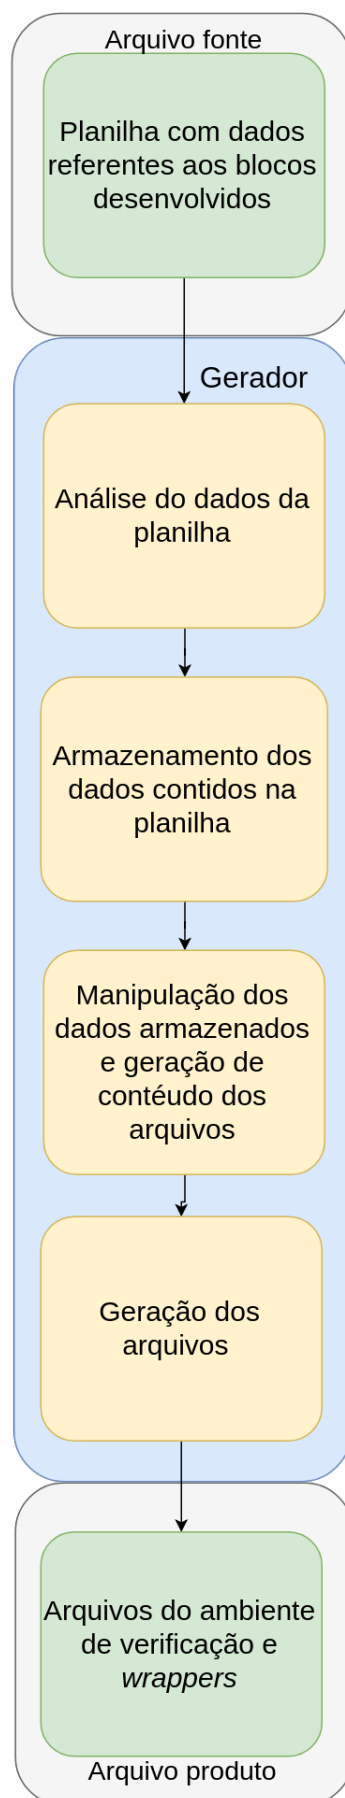 Arquivo fonte
Planilha com dados
referentes aos blocos
desenvolvidos
Gerador
Análise do dados da
planilha
Armazenamento dos
dados contidos na
planilha
Manipulação dos
dados armazenados
e geração de
contéudo dos
arquivos
Geração dos
arquivos
Arquivos do ambiente
de verificação e
wrappers
Arquivo produto